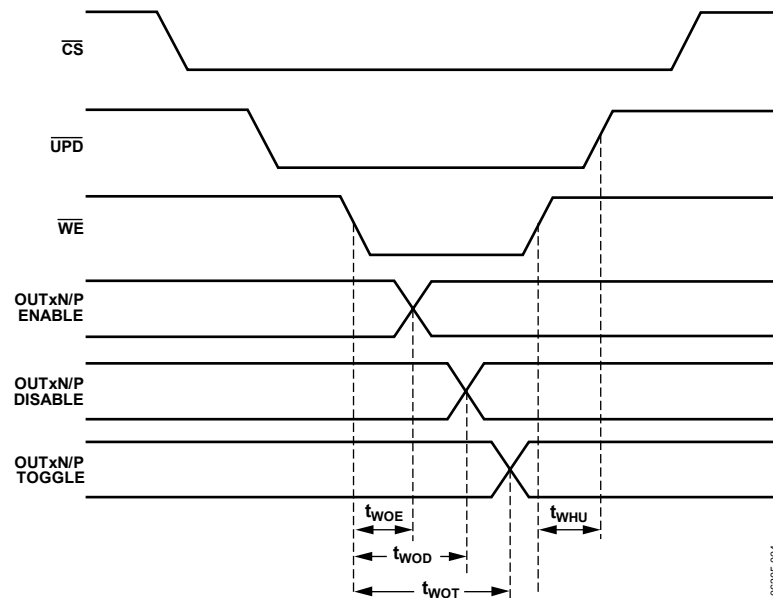 CS
UPD
WE
OUTxN/P
ENABLE
OUTxN/P
DISABLE
OUTxN/P
TOGGLE
tWOE
tWHU
tWOD
tWOT